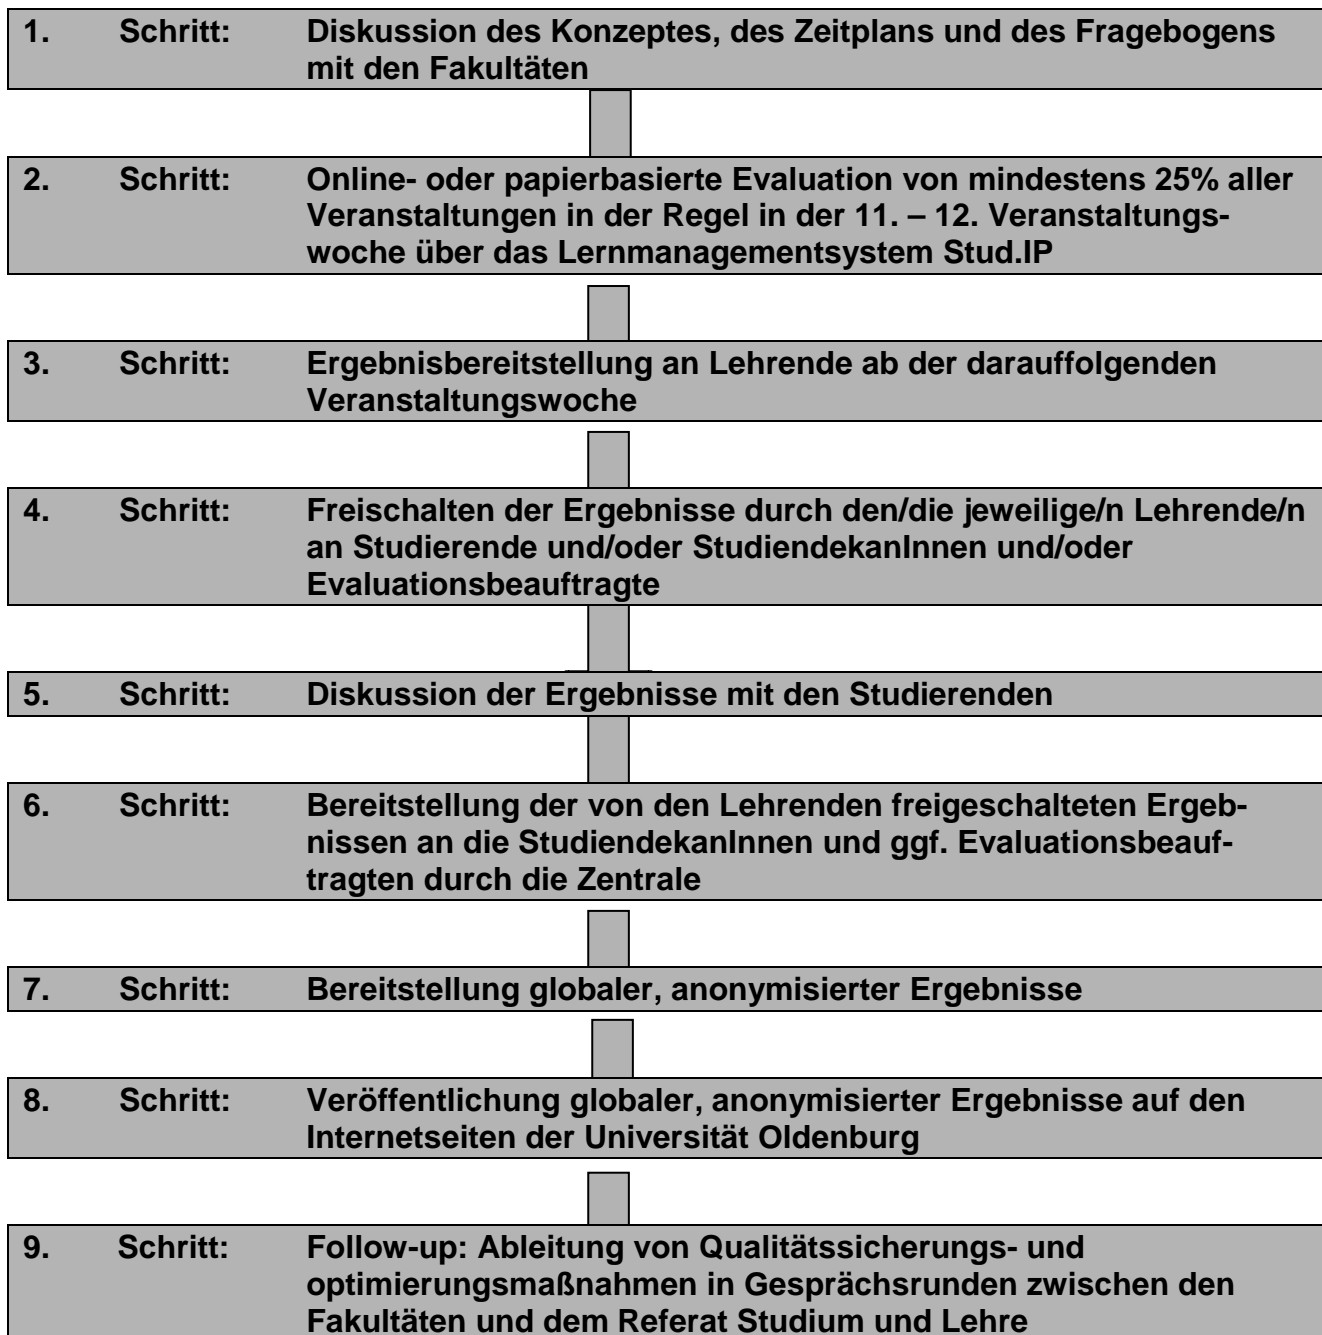 1. Schritt: Diskussion des Konzeptes, des Zeitplans und des Fragebogens
mit den Fakultäten
2. Schritt: Online- oder papierbasierte Evaluation von mindestens 25% aller
Veranstaltungen in der Regel in der 11. – 12. Veranstaltungs-
woche über das Lernmanagementsystem Stud.IP
3. Schritt: Ergebnisbereitstellung an Lehrende ab der darauffolgenden
Veranstaltungswoche
4. Schritt: Freischalten der Ergebnisse durch den/die jeweilige/n Lehrende/n
an Studierende und/oder StudiendekanInnen und/oder
Evaluationsbeauftragte
5. Schritt: Diskussion der Ergebnisse mit den Studierenden
6. Schritt: Bereitstellung der von den Lehrenden freigeschalteten Ergeb-
nissen an die StudiendekanInnen und ggf. Evaluationsbeauf-
tragten durch die Zentrale
7. Schritt: Bereitstellung globaler, anonymisierter Ergebnisse
8. Schritt: Veröffentlichung globaler, anonymisierter Ergebnisse auf den
Internetseiten der Universität Oldenburg
9. Schritt: Follow-up: Ableitung von Qualitätssicherungs- und
optimierungsmaßnahmen in Gesprächsrunden zwischen den
Fakultäten und dem Referat Studium und Lehre